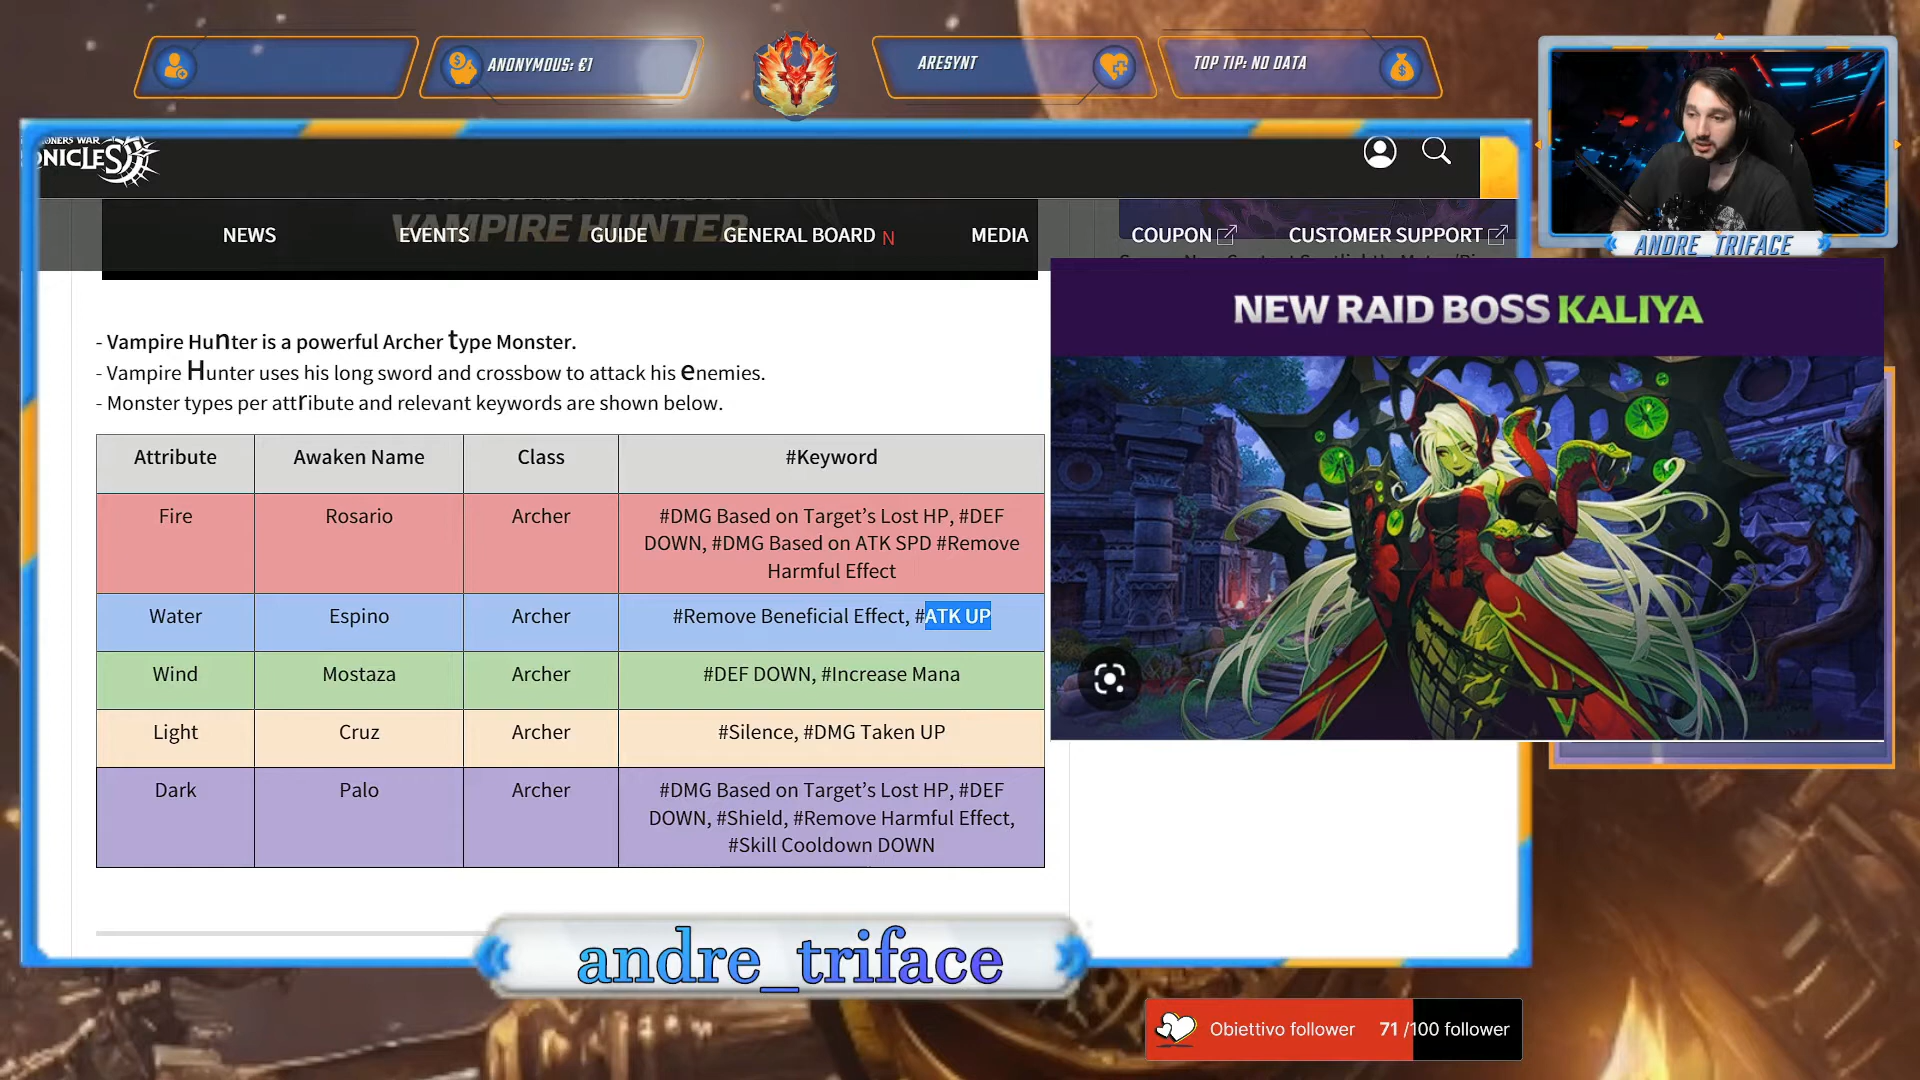 ANONYMOUS: €1
ARESYNT
TOP TIP: NO DATA
ONERS WAR
ONICLES
VAMPIRE HUNTER
NEWS
EVENTS
GUIDE
GENERAL BOARD N
MEDIA
COUPON
CUSTOMER SUPPORT
ANDRE_TRIFACE
NEW RAID BOSS KALIYA
- Vampire Hunter is a powerful Archer type Monster.
- Vampire Hunter uses his long sword and crossbow to attack his enemies.
- Monster types per attribute and relevant keywords are shown below.
Attribute Awaken Name Class #Keyword
Fire Rosario Archer #DMG Based on Target’s Lost HP, #DEF
DOWN, #DMG Based on ATK SPD #Remove
Harmful Effect
Water Espino Archer #Remove Beneficial Effect, #ATK UP
Wind Mostaza Archer #DEF DOWN, #Increase Mana
Light Cruz Archer #Silence, #DMG Taken UP
Dark Palo Archer #DMG Based on Target’s Lost HP, #DEF
DOWN, #Shield, #Remove Harmful Effect,
#Skill Cooldown DOWN
andre_triface
Obiettivo follower 71 /100 follower